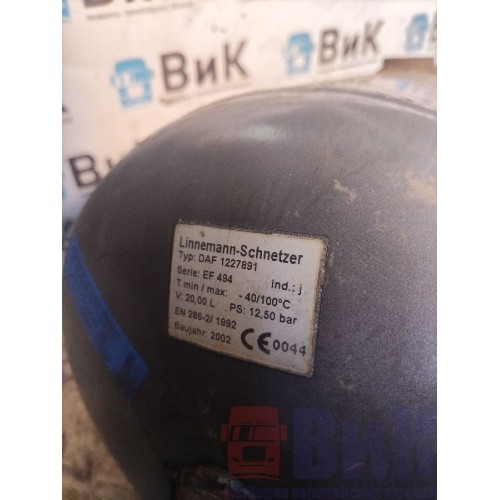 ВиК
ВиК
ВиК
Linnemann-Schnetzer
Typ: DAF 1227891
Serie: EF 494 ind.: j
T min / max: - 40/100°C
V: 20,00 L PS: 12,50 bar
EN 286-2/ 1992
Baujahr: 2002 CE 0044
ВиК